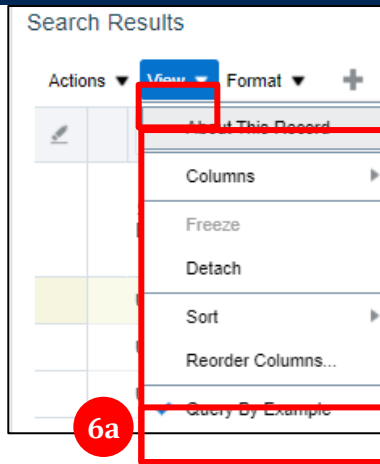 Search Results
Actions View Format
About This Record
Columns
Freeze
Detach
Sort
Reorder Columns...
Query By Example
6a